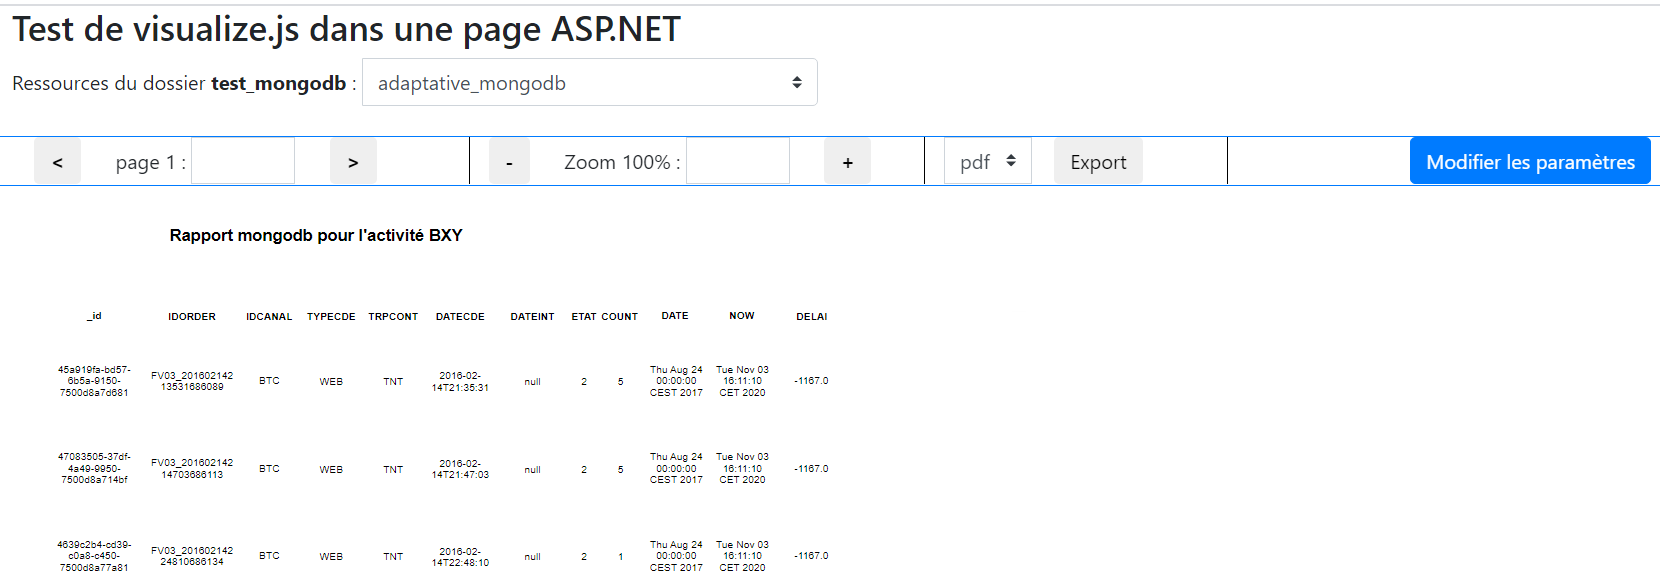 Test de visualize.js dans une page ASP.NET
Ressources du dossier test_mongodb : adaptative_mongodb
< page 1 : > - Zoom 100% : + pdf Export Modifier les paramètres
Rapport mongodb pour l'activité BXY
_id IDORDER IDCANAL TYPECDE TRPCONT DATECDE DATEINT ETAT COUNT DATE NOW DELAI
45a919fa-bd57- Thu Aug 24 Tue Nov 03
6b5a-9150- FV03_201602142 BTC WEB TNT 2016-02- null 2 5 00:00:00 16:11:10 -1167.0
7500d8a7d681 13531686089 14T21:35:31 CEST 2017 CET 2020
47083505-37df- Thu Aug 24 Tue Nov 03
4a49-9950- FV03_201602142 BTC WEB TNT 2016-02- null 2 5 00:00:00 16:11:10 -1167.0
7500d8a714bf 14703686113 14T21:47:03 CEST 2017 CET 2020
4639c2b4-cd39- Thu Aug 24 Tue Nov 03
c0a8-c450- FV03_201602142 BTC WEB TNT 2016-02- null 2 1 00:00:00 16:11:10 -1167.0
7500d8a77a81 24810686134 14T22:48:10 CEST 2017 CET 2020